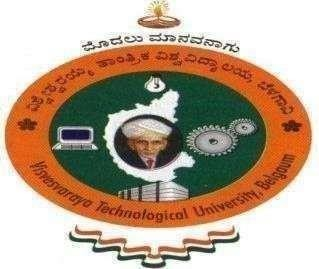 ಮೊದಲು ಮಾನವನಾಗು
ವಿಶ್ವೇಶ್ವರಯ್ಯ ತಾಂತ್ರಿಕ ವಿಶ್ವವಿದ್ಯಾಲಯ, ಬೆಳಗಾವಿ
Visvesvaraya Technological University, Belgaum